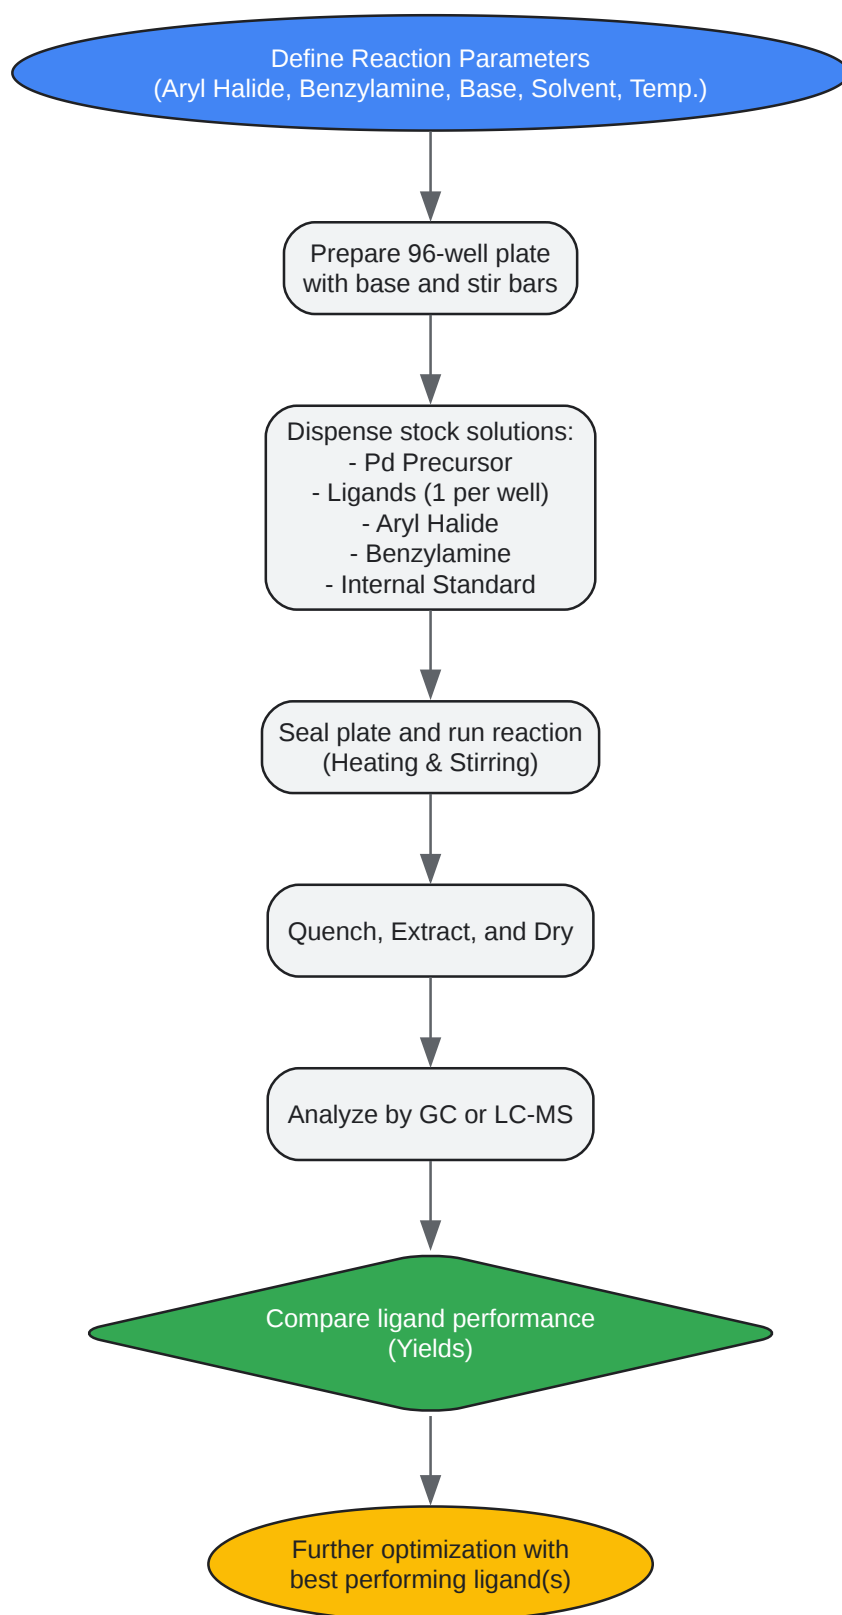 Define Reaction Parameters
(Aryl Halide, Benzylamine, Base, Solvent, Temp.)
Prepare 96-well plate
with base and stir bars
Dispense stock solutions:
- Pd Precursor
- Ligands (1 per well)
- Aryl Halide
- Benzylamine
- Internal Standard
Seal plate and run reaction
(Heating & Stirring)
Quench, Extract, and Dry
Analyze by GC or LC-MS
Compare ligand performance
(Yields)
Further optimization with
best performing ligand(s)